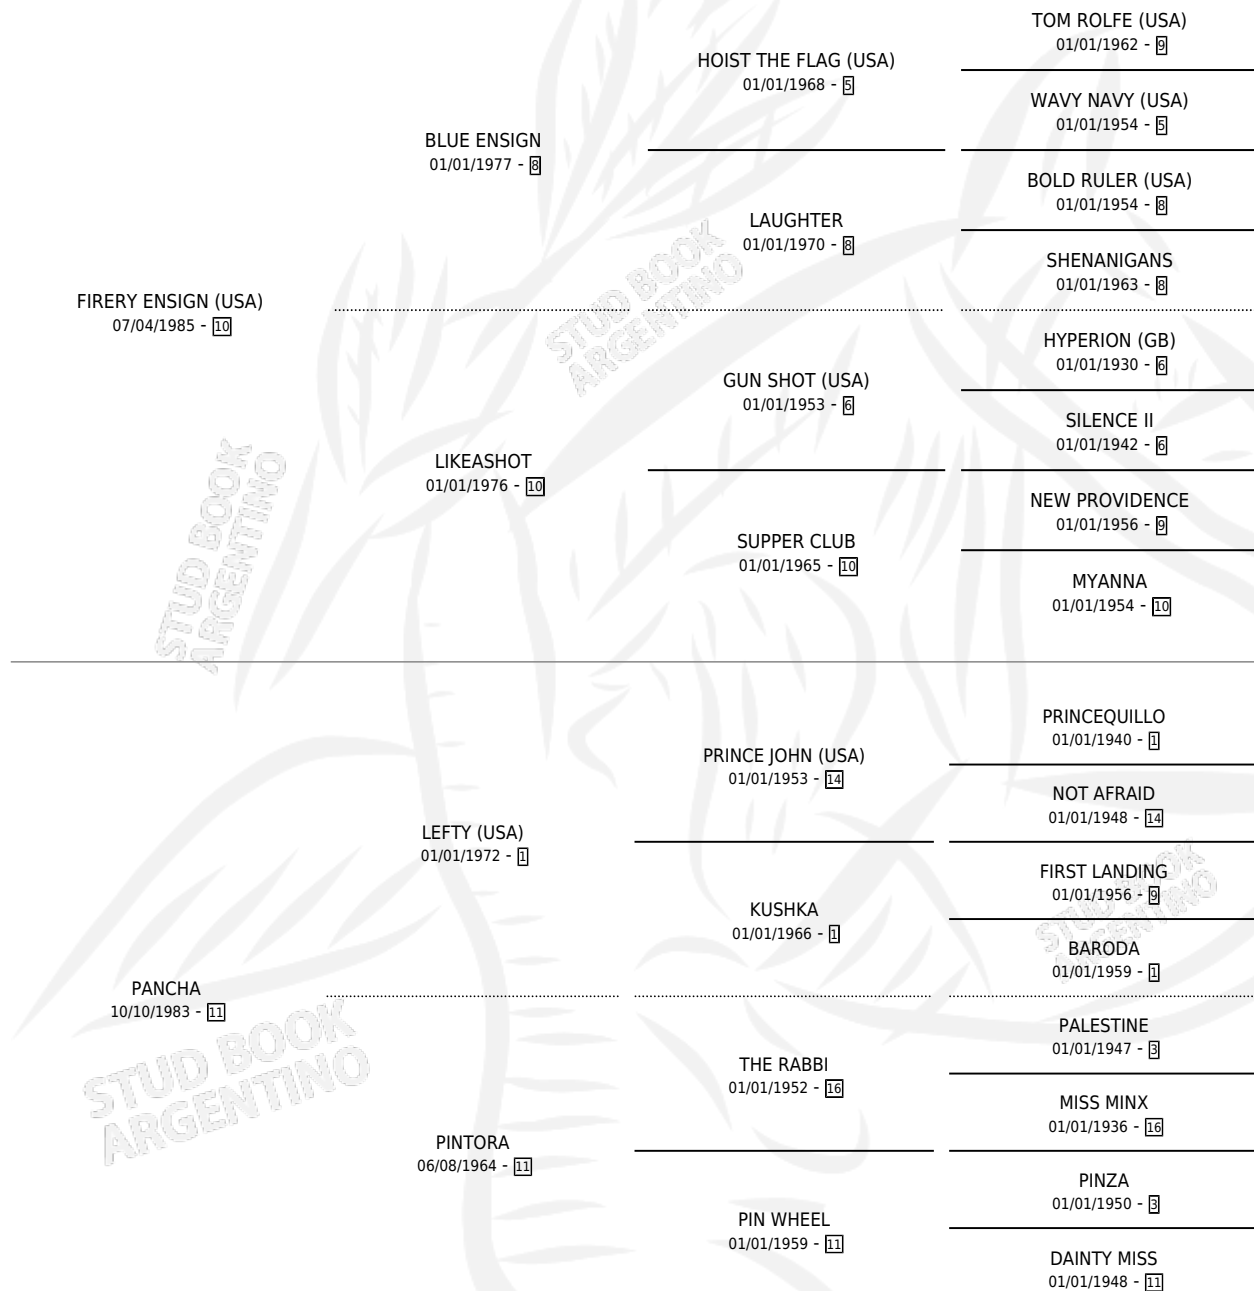 TOM ROLFE (USA)
01/01/1962 - 9
HOIST THE FLAG (USA)
01/01/1968 - 5
WAVY NAVY (USA)
01/01/1954 - 5
BLUE ENSIGN
01/01/1977 - 8
BOLD RULER (USA)
01/01/1954 - 8
LAUGHTER
01/01/1970 - 8
SHENANIGANS
01/01/1963 - 8
FIRERY ENSIGN (USA)
07/04/1985 - 10
HYPERION (GB)
01/01/1930 - 6
GUN SHOT (USA)
01/01/1953 - 6
SILENCE II
01/01/1942 - 6
LIKEASHOT
01/01/1976 - 10
NEW PROVIDENCE
01/01/1956 - 9
SUPPER CLUB
01/01/1965 - 10
MYANNA
01/01/1954 - 10
PRINCEQUILLO
01/01/1940 - 1
PRINCE JOHN (USA)
01/01/1953 - 14
NOT AFRAID
01/01/1948 - 14
LEFTY (USA)
01/01/1972 - 1
FIRST LANDING
01/01/1956 - 9
KUSHKA
01/01/1966 - 1
BARODA
01/01/1959 - 1
PANCHA
10/10/1983 - 11
PALESTINE
01/01/1947 - 3
THE RABBI
01/01/1952 - 16
MISS MINX
01/01/1936 - 16
PINTORA
06/08/1964 - 11
PINZA
01/01/1950 - 3
PIN WHEEL
01/01/1959 - 11
DAINTY MISS
01/01/1948 - 11
STUD BOOK
ARGENTINO
STUD BOOK
ARGENTINO
STUD BOOK
ARGENTINO
STUD BOOK
ARGENTINO